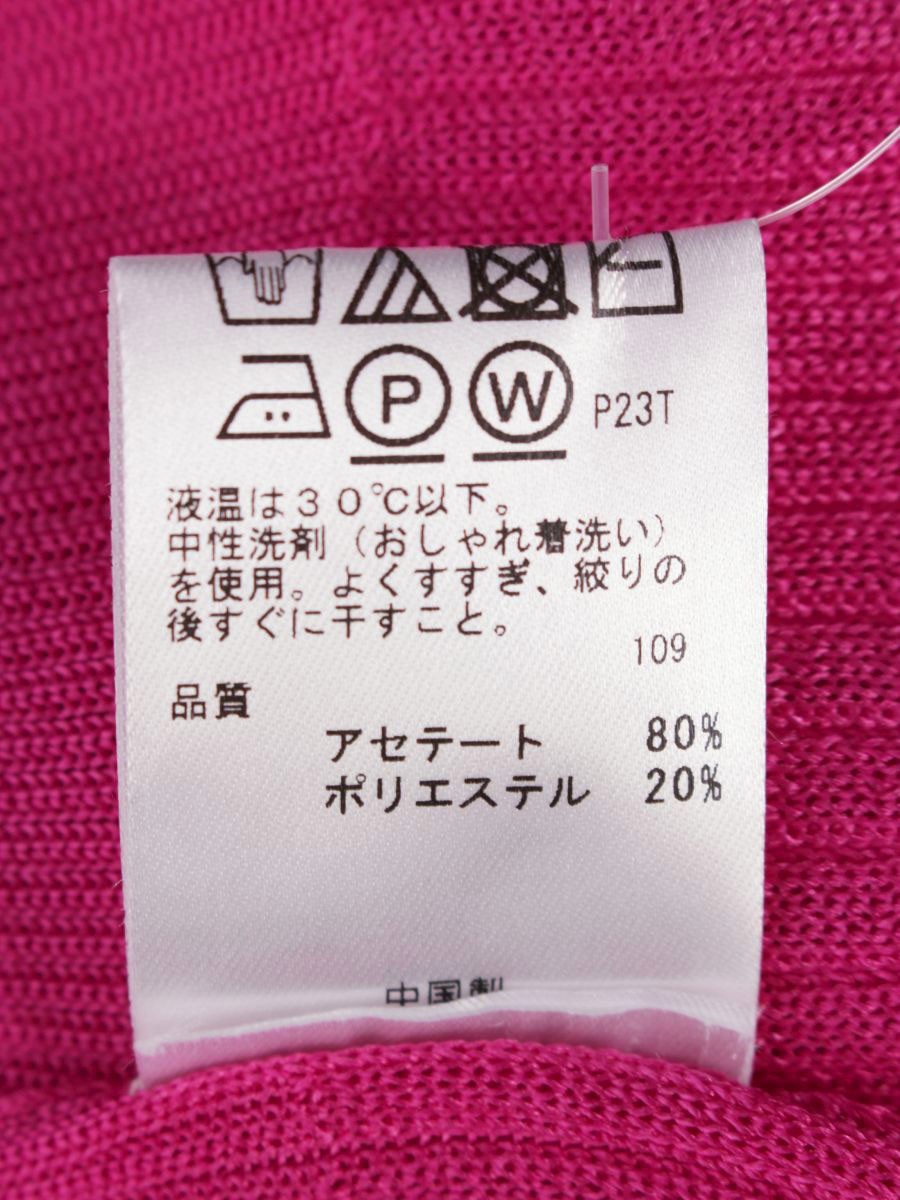 P W P23T
液温は30℃以下。
中性洗剤（おしゃれ着洗い）
を使用。よくすすぎ、絞りの
後すぐに干すこと。
109
品質
アセテート 80%
ポリエステル 20%
中国製